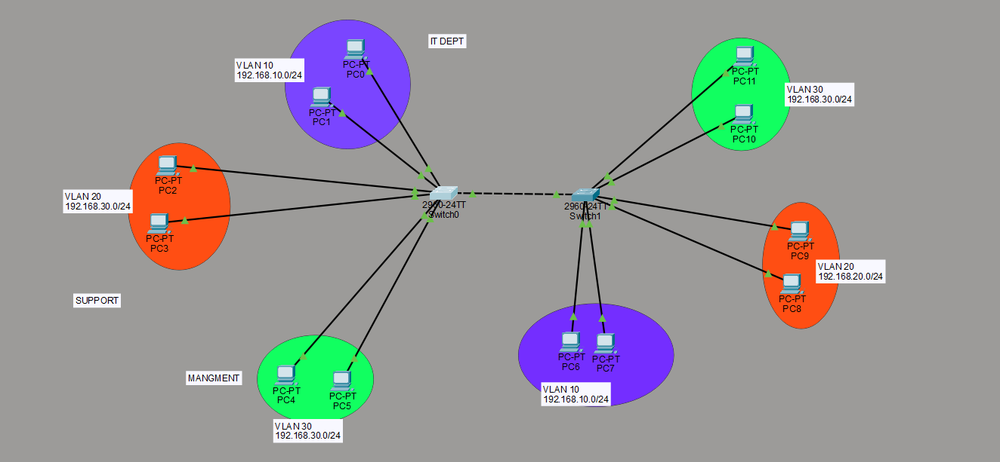 IT DEPT
VLAN 10
192.168.10.0/24
PC-PT
PC0
PC-PT
PC1
VLAN 20
192.168.30.0/24
PC-PT
PC2
PC-PT
PC3
SUPPORT
2960-24TT
Switch0
MANGMENT
PC-PT
PC4
PC-PT
PC5
VLAN 30
192.168.30.0/24
PC-PT
PC11
PC-PT
PC10
VLAN 30
192.168.30.0/24
2960-24TT
Switch1
PC-PT
PC9
PC-PT
PC8
VLAN 20
192.168.20.0/24
PC-PT
PC6
PC-PT
PC7
VLAN 10
192.168.10.0/24